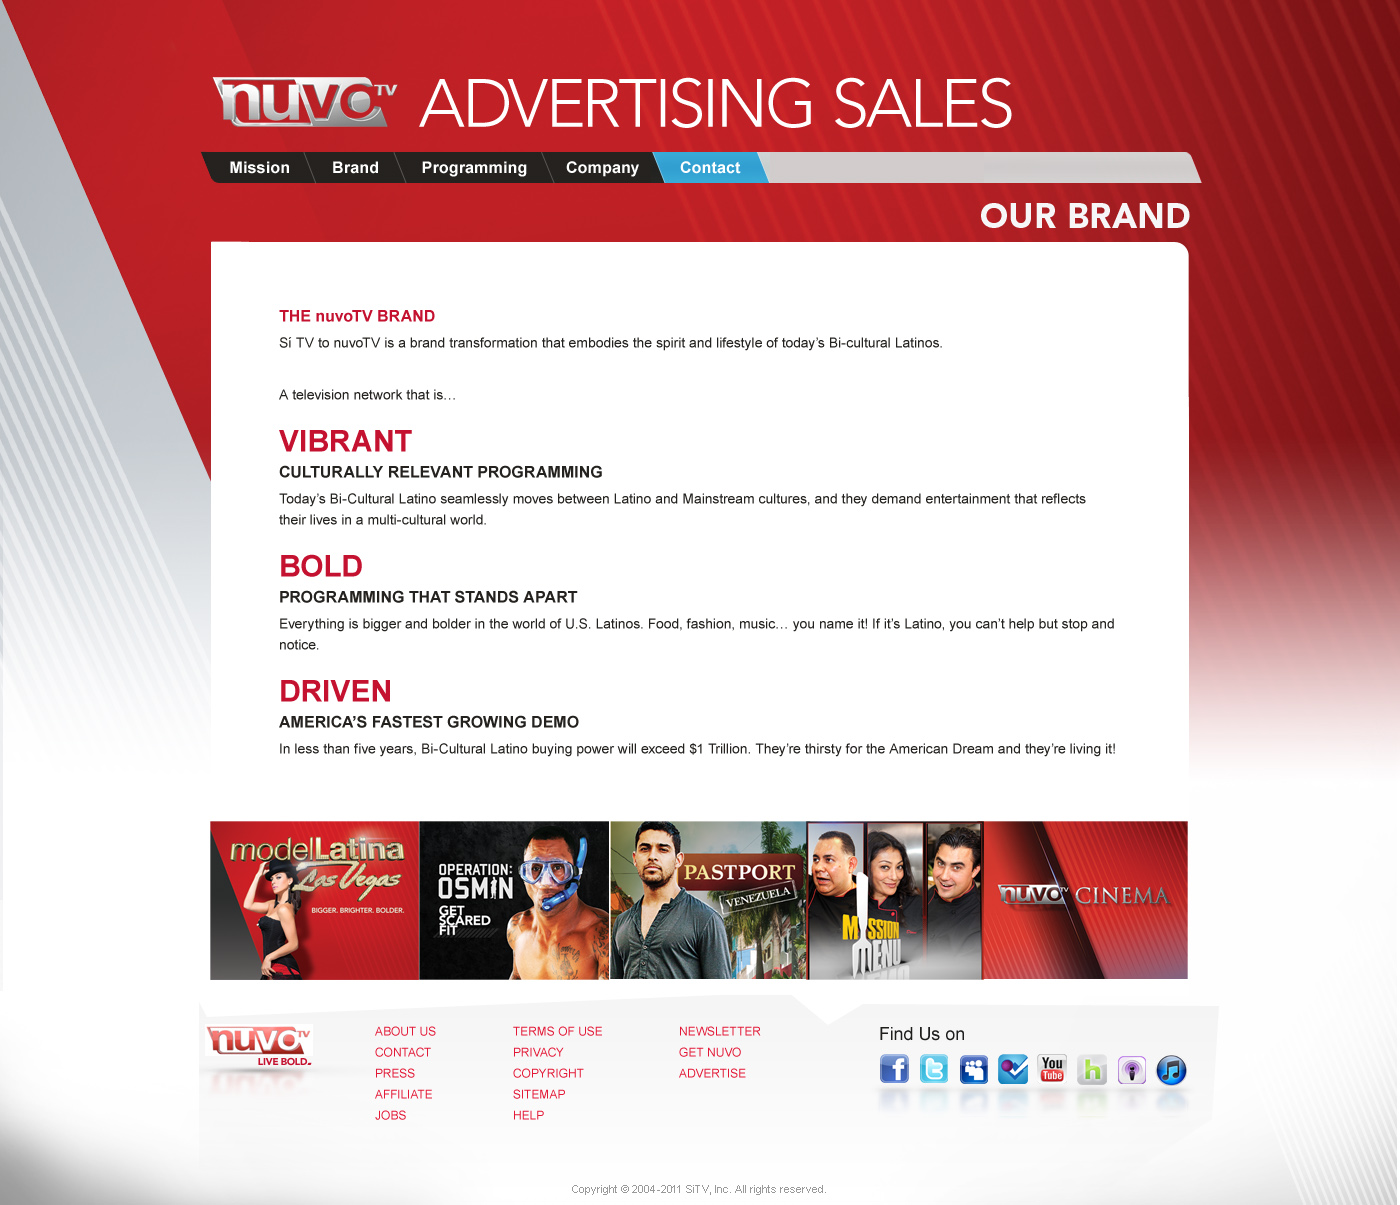 nuvo TV ADVERTISING SALES
Mission Brand Programming Company Contact
OUR BRAND
THE nuvoTV BRAND
Sí TV to nuvoTV is a brand transformation that embodies the spirit and lifestyle of today’s Bi-cultural Latinos.
A television network that is…
VIBRANT
CULTURALLY RELEVANT PROGRAMMING
Today’s Bi-Cultural Latino seamlessly moves between Latino and Mainstream cultures, and they demand entertainment that reflects
their lives in a multi-cultural world.
BOLD
PROGRAMMING THAT STANDS APART
Everything is bigger and bolder in the world of U.S. Latinos. Food, fashion, music… you name it! If it’s Latino, you can’t help but stop and
notice.
DRIVEN
AMERICA’S FASTEST GROWING DEMO
In less than five years, Bi-Cultural Latino buying power will exceed $1 Trillion. They’re thirsty for the American Dream and they’re living it!
modelLatina
Las Vegas
BIGGER. BRIGHTER. BOLDER.
OPERATION:
OSMIN
GET
SCARED
FIT
PASTPORT
VENEZUELA
MISSION
MENU
nuvo TV CINEMA
nuvo TV
LIVE BOLD.
ABOUT US
CONTACT
PRESS
AFFILIATE
JOBS
TERMS OF USE
PRIVACY
COPYRIGHT
SITEMAP
HELP
NEWSLETTER
GET NUVO
ADVERTISE
Find Us on
You
Tube
Copyright © 2004-2011 SiTV, Inc. All rights reserved.